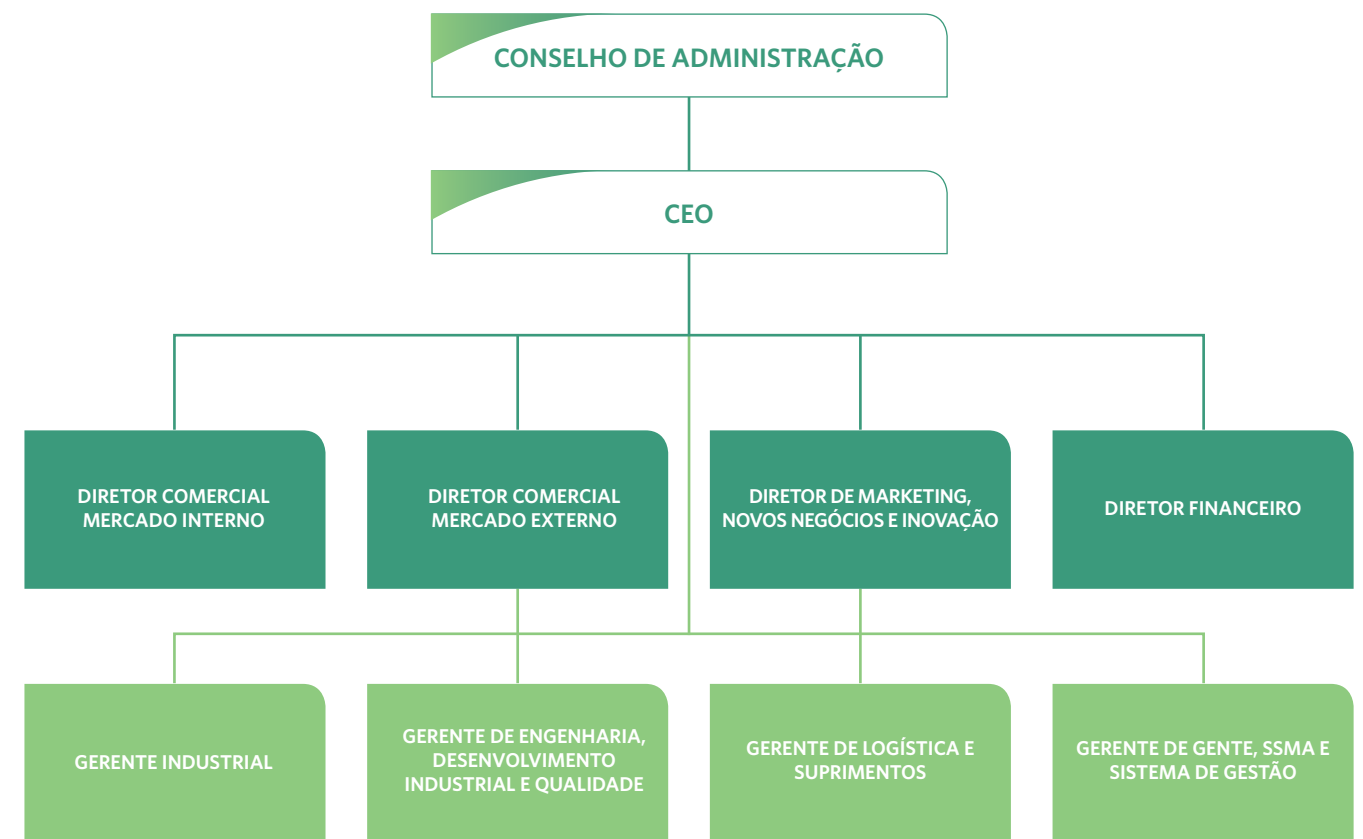 CONSELHO DE ADMINISTRAÇÃO
CEO
DIRETOR COMERCIAL
MERCADO INTERNO
DIRETOR COMERCIAL
MERCADO EXTERNO
DIRETOR DE MARKETING,
NOVOS NEGÓCIOS E INOVAÇÃO
DIRETOR FINANCEIRO
GERENTE INDUSTRIAL
GERENTE DE ENGENHARIA,
DESENVOLVIMENTO
INDUSTRIAL E QUALIDADE
GERENTE DE LOGÍSTICA E
SUPRIMENTOS
GERENTE DE GENTE, SSMA E
SISTEMA DE GESTÃO